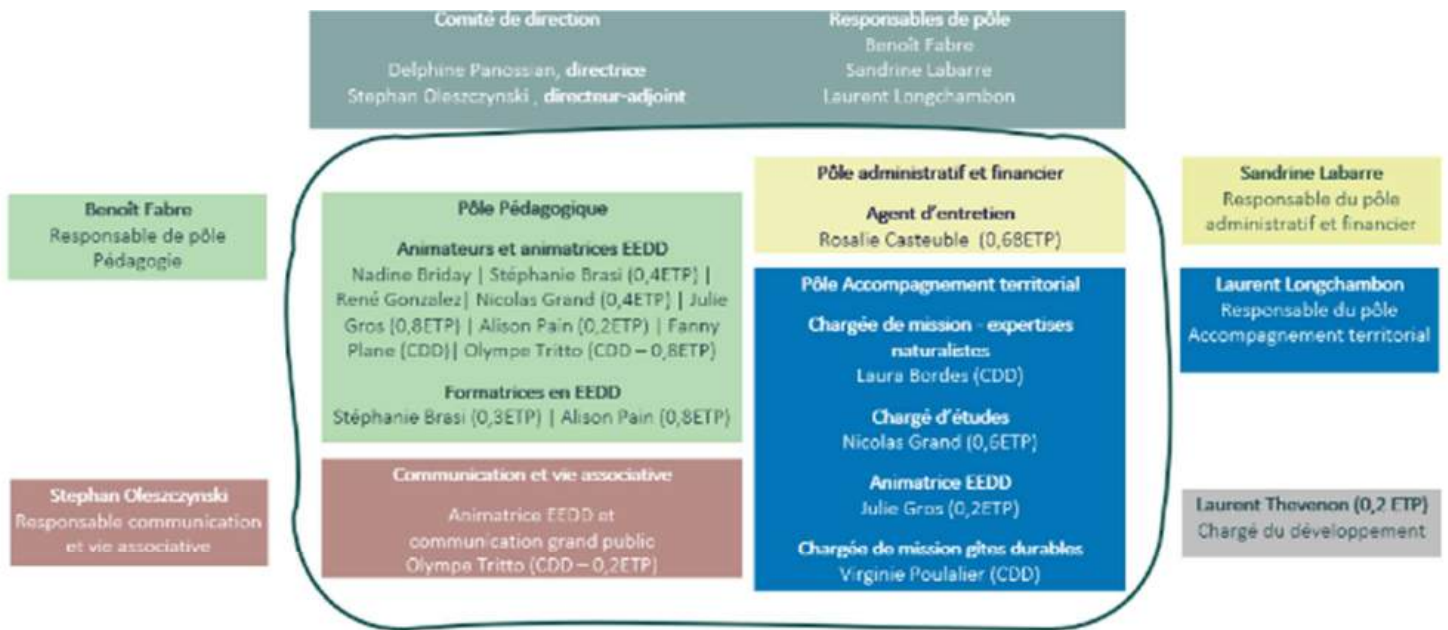 Comité de direction
Delphine Panossian, directrice
Stephan Oleszczynski , directeur-adjoint
Responsables de pôle
Benoît Fabre
Sandrine Labarre
Laurent Longchambon
Benoît Fabre
Responsable de pôle
Pédagogie
Pôle Pédagogique
Animateurs et animatrices EEDD
Nadine Briday | Stéphanie Brasi (0,4ETP) |
René Gonzalez| Nicolas Grand (0,4ETP) | Julie
Gros (0,8ETP) | Alison Pain (0,2ETP) | Fanny
Plane (CDD)| Olympe Tritto (CDD – 0,8ETP)
Formatrices en EEDD
Stéphanie Brasi (0,3ETP) | Alison Pain (0,8ETP)
Pôle administratif et financier
Agent d'entretien
Rosalie Casteuble (0,68ETP)
Sandrine Labarre
Responsable du pôle
administratif et financier
Pôle Accompagnement territorial
Chargée de mission - expertises
naturalistes
Laura Bordes (CDD)
Chargé d'études
Nicolas Grand (0,6ETP)
Animatrice EEDD
Julie Gros (0,2ETP)
Chargée de mission gîtes durables
Virginie Poulalier (CDD)
Laurent Longchambon
Responsable du pôle
Accompagnement territorial
Stephan Oleszczynski
Responsable communication
et vie associative
Communication et vie associative
Animatrice EEDD et
communication grand public
Olympe Tritto (CDD – 0,2ETP)
Laurent Thevenon (0,2 ETP)
Chargé du développement